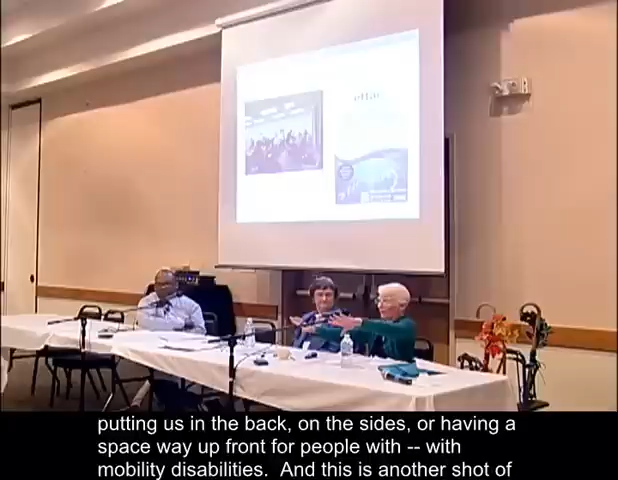 putting us in the back, on the sides, or having a
space way up front for people with -- with
mobility disabilities.  And this is another shot of